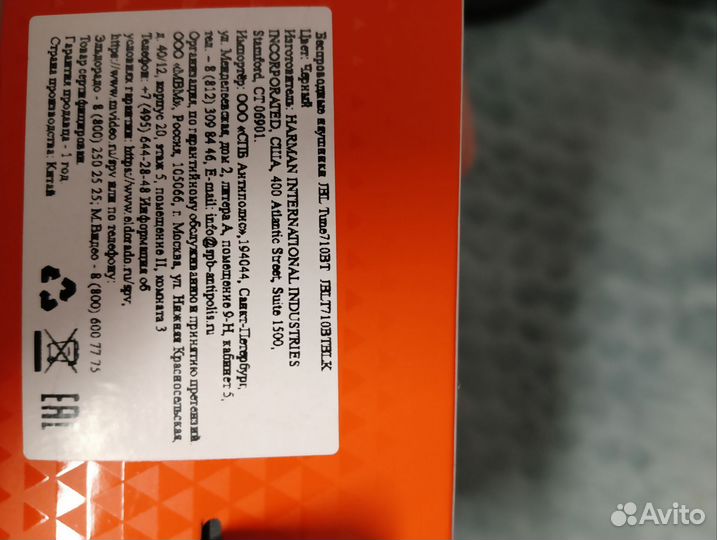 Беспроводные наушники JBL Tune710BT JBLT710BTBLK
Цвет: Черный
Изготовитель: HARMAN INTERNATIONAL INDUSTRIES
INCORPORATED, США, 400 Atlantic Street, Suite 1500,
Stamford, CT 06901.
Импортёр: ООО «СПБ Антиполис», 194044, Санкт-Петербург,
ул. Менделеевская, дом 2, литера А, помещение 9-Н, кабинет 5,
тел. – 8 (812) 309 84 46, E-mail: info@spb-antipolis.ru
Организация, по гарантийному обслуживанию и принятию претензий
ООО «МВМ», Россия, 105066, г. Москва, ул. Нижняя Красносельская,
д. 40/12, корпус 20, этаж 5, помещение II, комната 3
Телефон: +7 (495) 644-28-48 Информация об
условиях гарантии: https://www.eldorado.ru/spv,
https://www.mvideo.ru/spv или по телефону:
Эльдорадо - 8 (800) 250 25 25; М.Видео - 8 (800) 600 77 75
Товар сертифицирован.
Гарантия продавца - 1 год
Страна производства: Китай
EAC
Avito